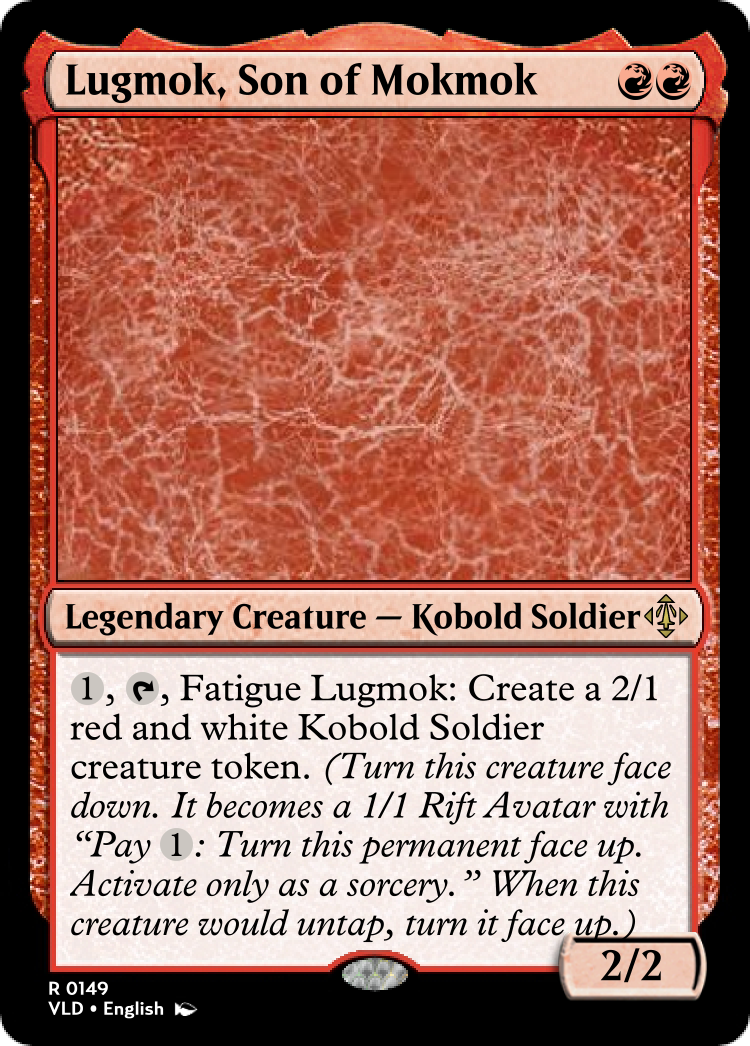 Lugmok, Son of Mokmok
Legendary Creature — Kobold Soldier
1, , Fatigue Lugmok: Create a 2/1
red and white Kobold Soldier
creature token. (Turn this creature face
down. It becomes a 1/1 Rift Avatar with
“Pay 1: Turn this permanent face up.
Activate only as a sorcery.” When this
creature would untap, turn it face up.)
2/2
R 0149
VLD • English